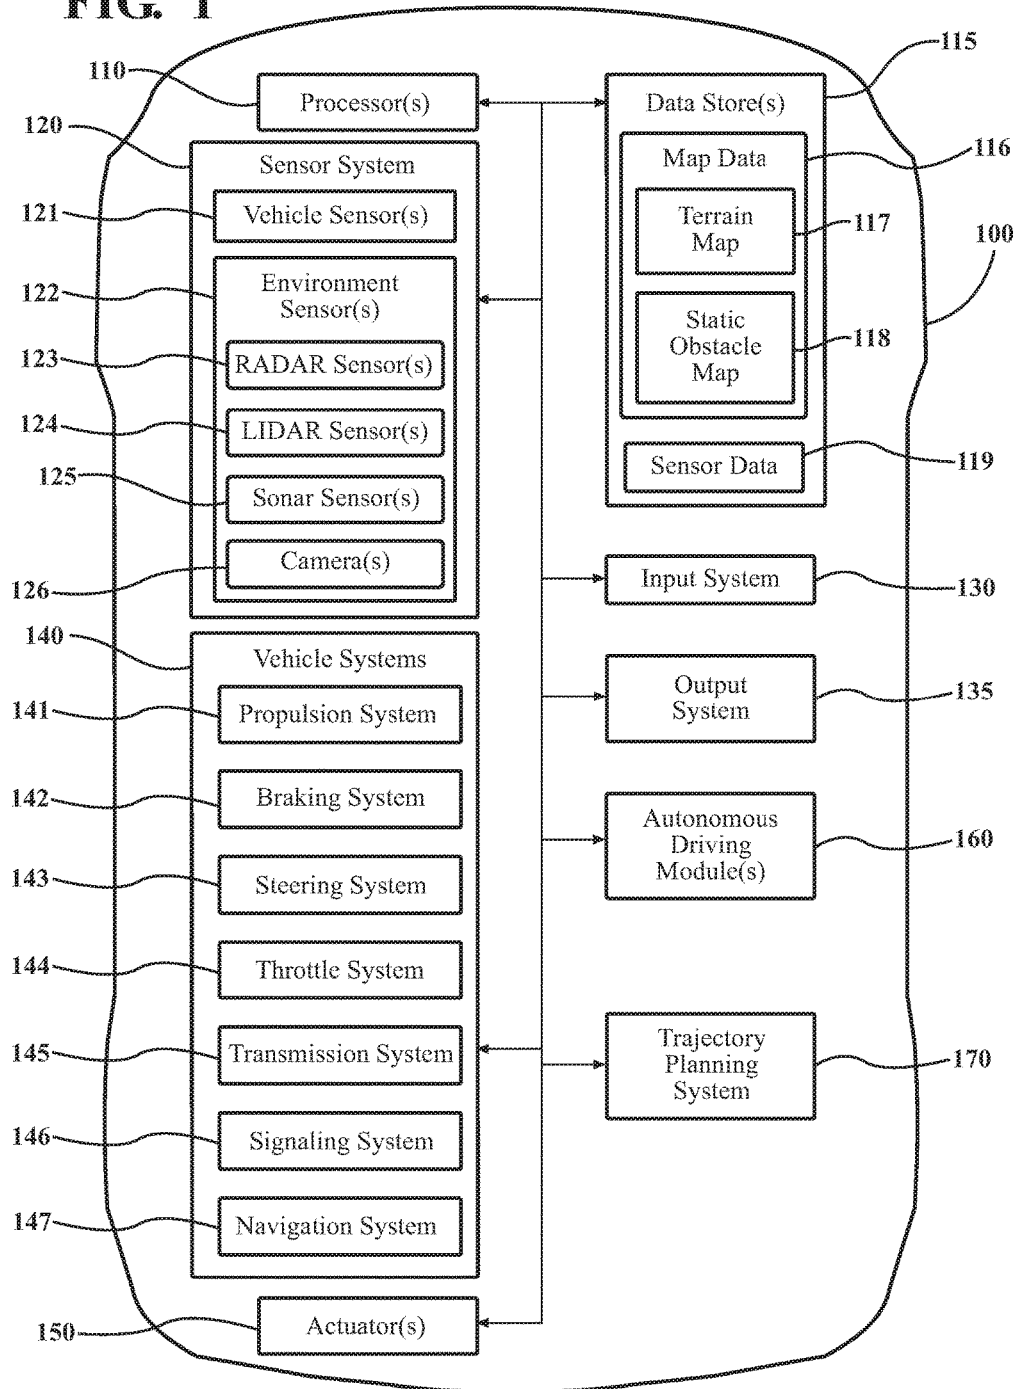 FIG. 1
110
Processor(s)
120
Sensor System
121
Vehicle Sensor(s)
122
Environment
Sensor(s)
123
RADAR Sensor(s)
124
LIDAR Sensor(s)
125
Sonar Sensor(s)
126
Camera(s)
140
Vehicle Systems
141
Propulsion System
142
Braking System
143
Steering System
144
Throttle System
145
Transmission System
146
Signaling System
147
Navigation System
150
Actuator(s)
115
Data Store(s)
116
Map Data
117
Terrain
Map
100
118
Static
Obstacle
Map
119
Sensor Data
130
Input System
135
Output
System
160
Autonomous
Driving
Module(s)
170
Trajectory
Planning
System